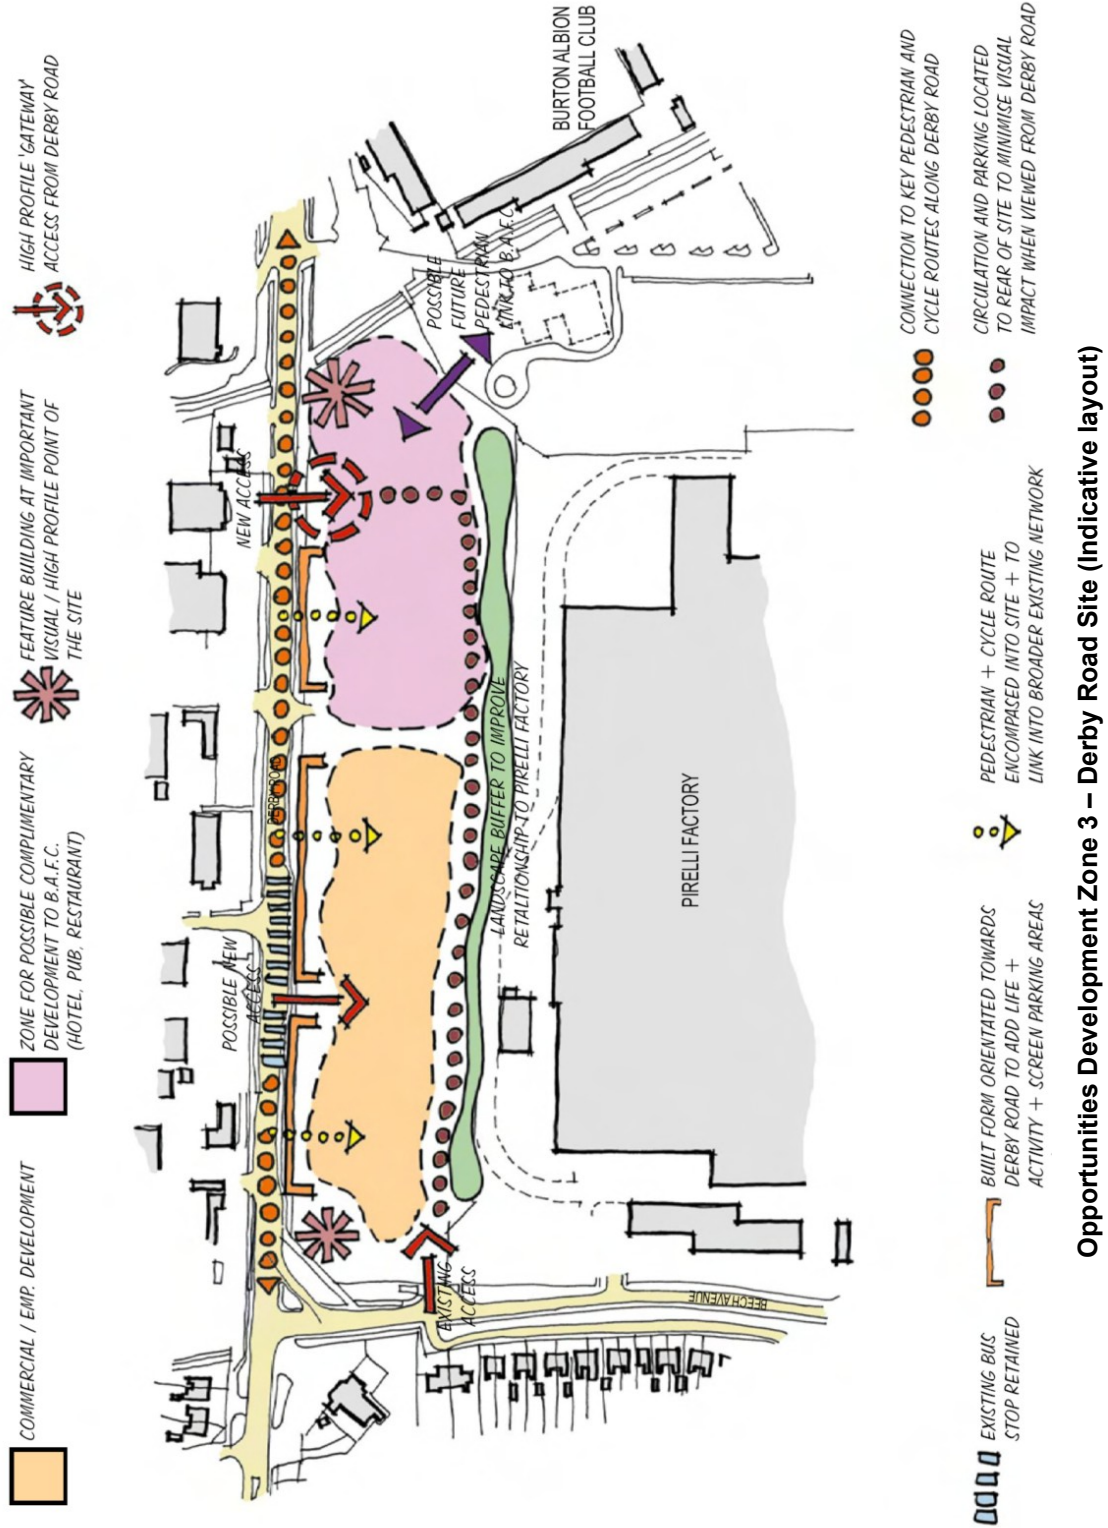 COMMERCIAL / EMP. DEVELOPMENT
ZONE FOR POSSIBLE COMPLIMENTARY
DEVELOPMENT TO B.A.F.C.
(HOTEL, PUB, RESTAURANT)
FEATURE BUILDING AT IMPORTANT
VISUAL / HIGH PROFILE POINT OF
THE SITE
HIGH PROFILE 'GATEWAY'
ACCESS FROM DERBY ROAD
POSSIBLE NEW
ACCESS
DERBY ROAD
NEW ACCESS
EXISTING
ACCESS
BEECH AVENUE
LANDSCAPE BUFFER TO IMPROVE
RETALTIONSHIP TO PIRELLI FACTORY
PIRELLI FACTORY
POSSIBLE
FUTURE
PEDESTRIAN
LINK TO B.A.F.C.
BURTON ALBION
FOOTBALL CLUB
EXISTING BUS
STOP RETAINED
BUILT FORM ORIENTATED TOWARDS
DERBY ROAD TO ADD LIFE +
ACTIVITY + SCREEN PARKING AREAS
PEDESTRIAN + CYCLE ROUTE
ENCOMPASED INTO SITE + TO
LINK INTO BROADER EXISTING NETWORK
CONNECTION TO KEY PEDESTRIAN AND
CYCLE ROUTES ALONG DERBY ROAD
CIRCULATION AND PARKING LOCATED
TO REAR OF SITE TO MINIMISE VISUAL
IMPACT WHEN VIEWED FROM DERBY ROAD
Opportunities Development Zone 3 – Derby Road Site (Indicative layout)